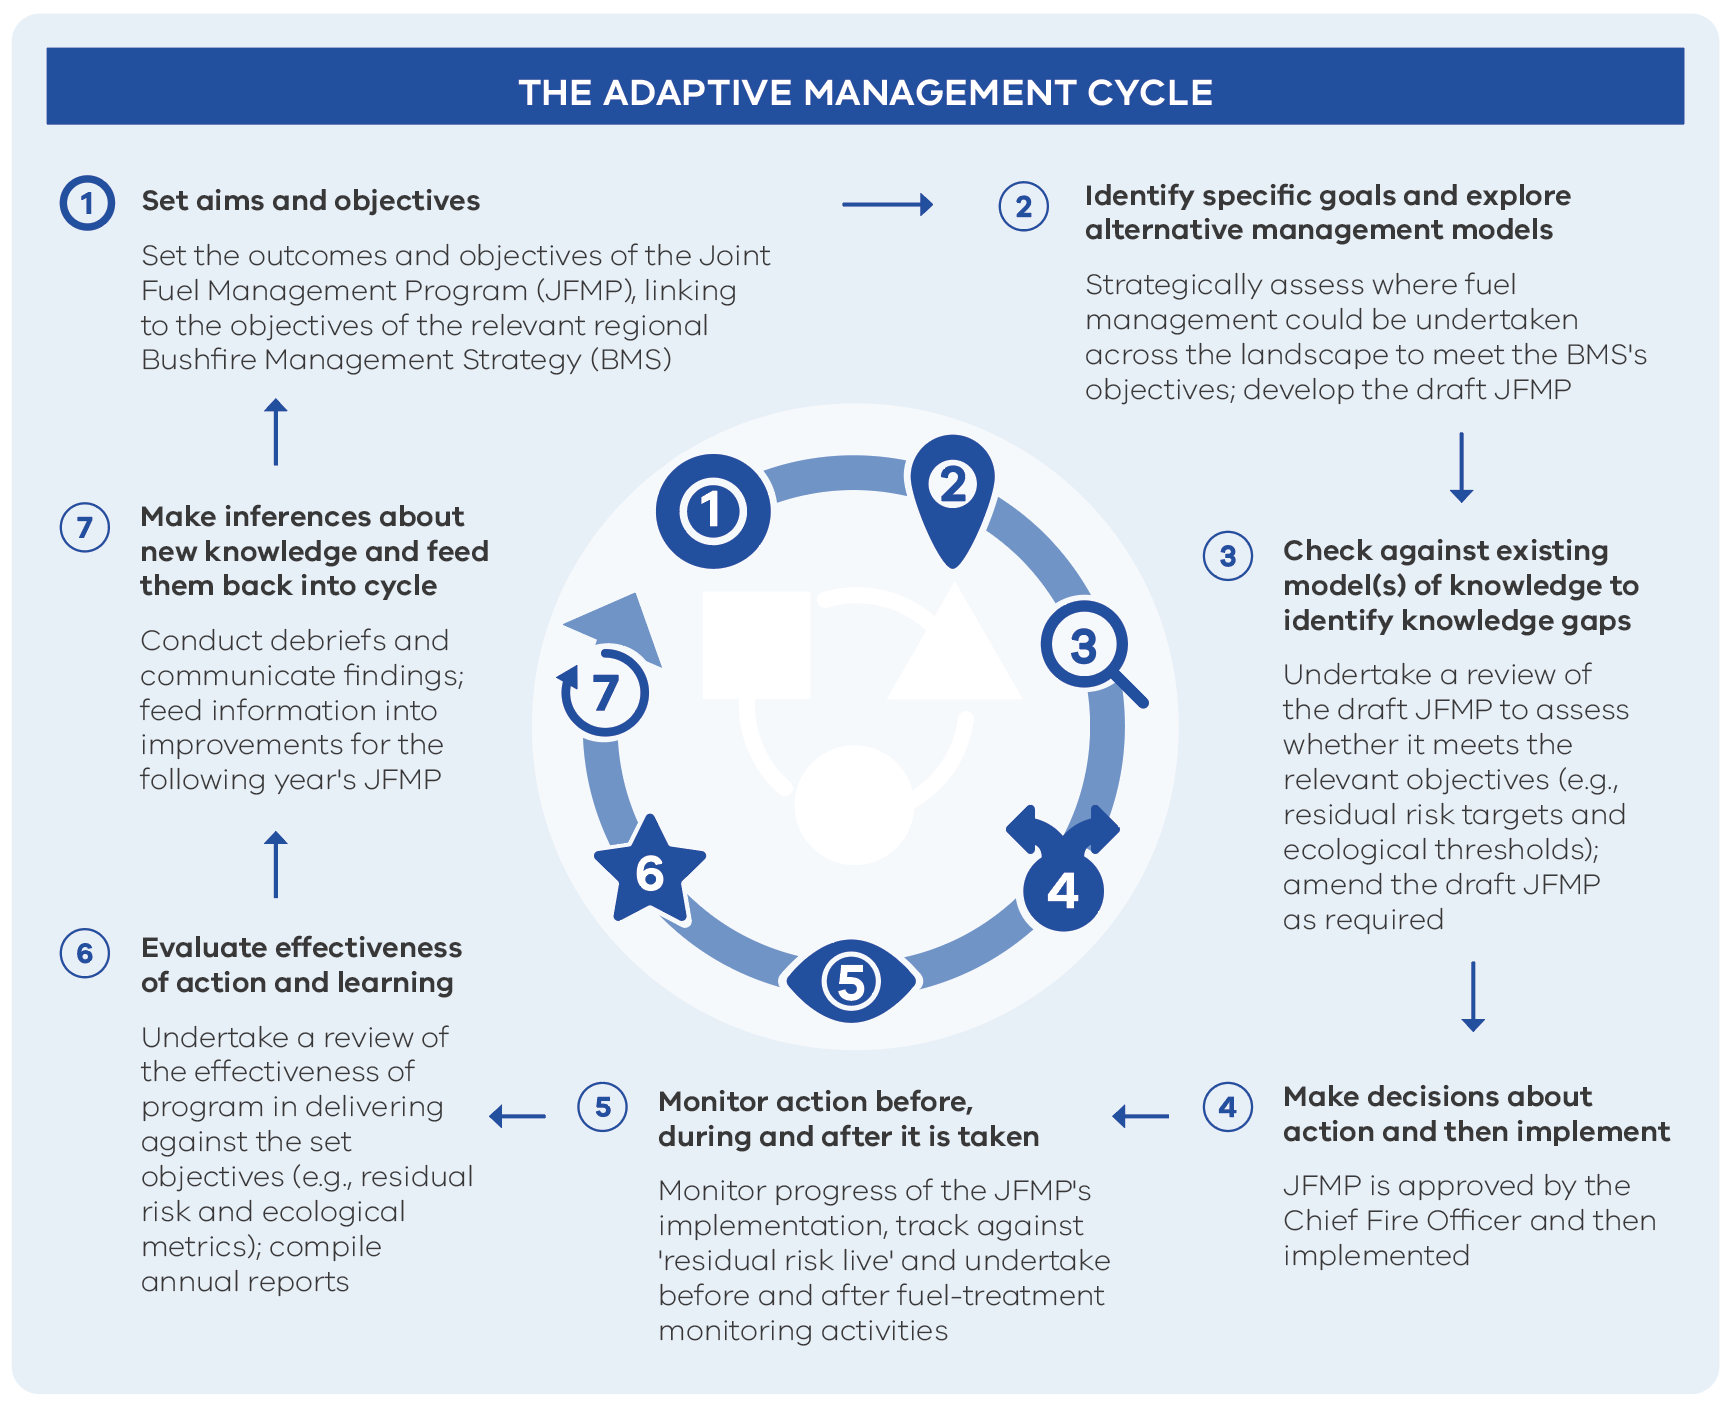 THE ADAPTIVE MANAGEMENT CYCLE
1
Set aims and objectives
Set the outcomes and objectives of the Joint
Fuel Management Program (JFMP), linking
to the objectives of the relevant regional
Bushfire Management Strategy (BMS)
2
Identify specific goals and explore
alternative management models
Strategically assess where fuel
management could be undertaken
across the landscape to meet the BMS's
objectives; develop the draft JFMP
3
Check against existing
model(s) of knowledge to
identify knowledge gaps
Undertake a review of
the draft JFMP to assess
whether it meets the
relevant objectives (e.g.,
residual risk targets and
ecological thresholds);
amend the draft JFMP
as required
4
Make decisions about
action and then implement
JFMP is approved by the
Chief Fire Officer and then
implemented
5
Monitor action before,
during and after it is taken
Monitor progress of the JFMP's
implementation, track against
'residual risk live' and undertake
before and after fuel-treatment
monitoring activities
6
Evaluate effectiveness
of action and learning
Undertake a review of
the effectiveness of
program in delivering
against the set
objectives (e.g., residual
risk and ecological
metrics); compile
annual reports
7
Make inferences about
new knowledge and feed
them back into cycle
Conduct debriefs and
communicate findings;
feed information into
improvements for the
following year's JFMP
1
2
3
4
5
6
7